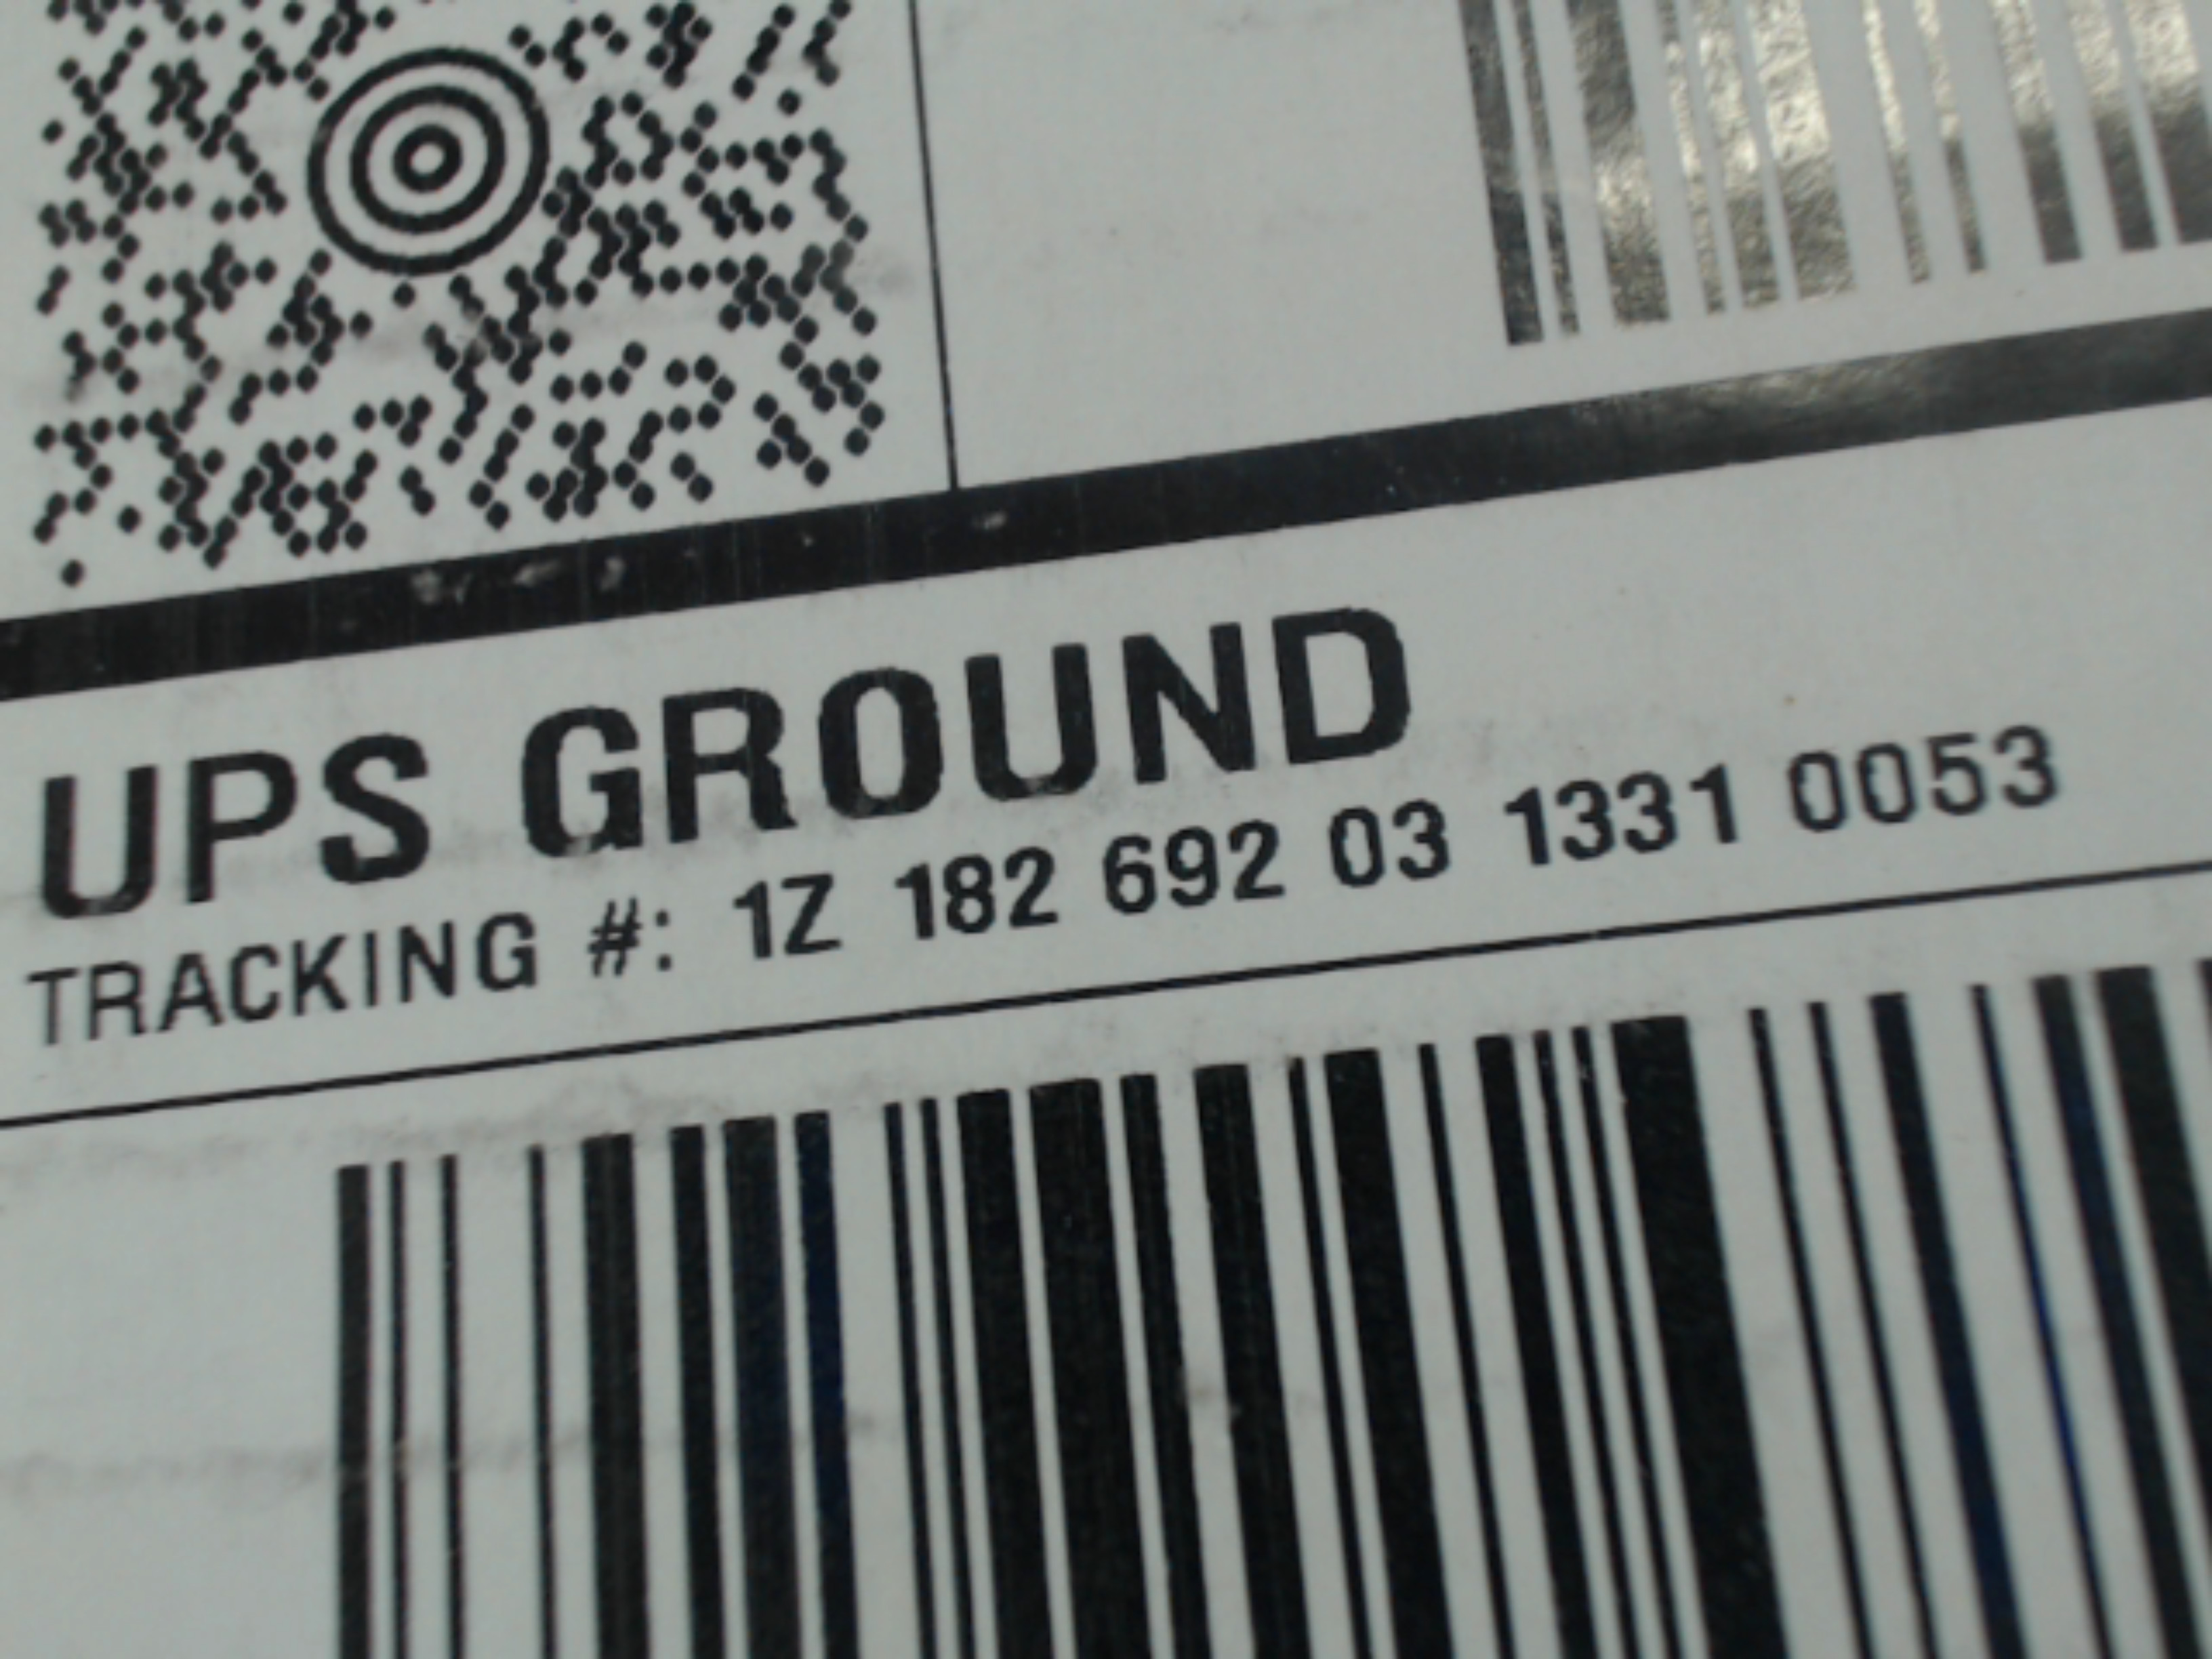 UPS GROUND
TRACKING #: 1Z 182 692 03 1331 0053